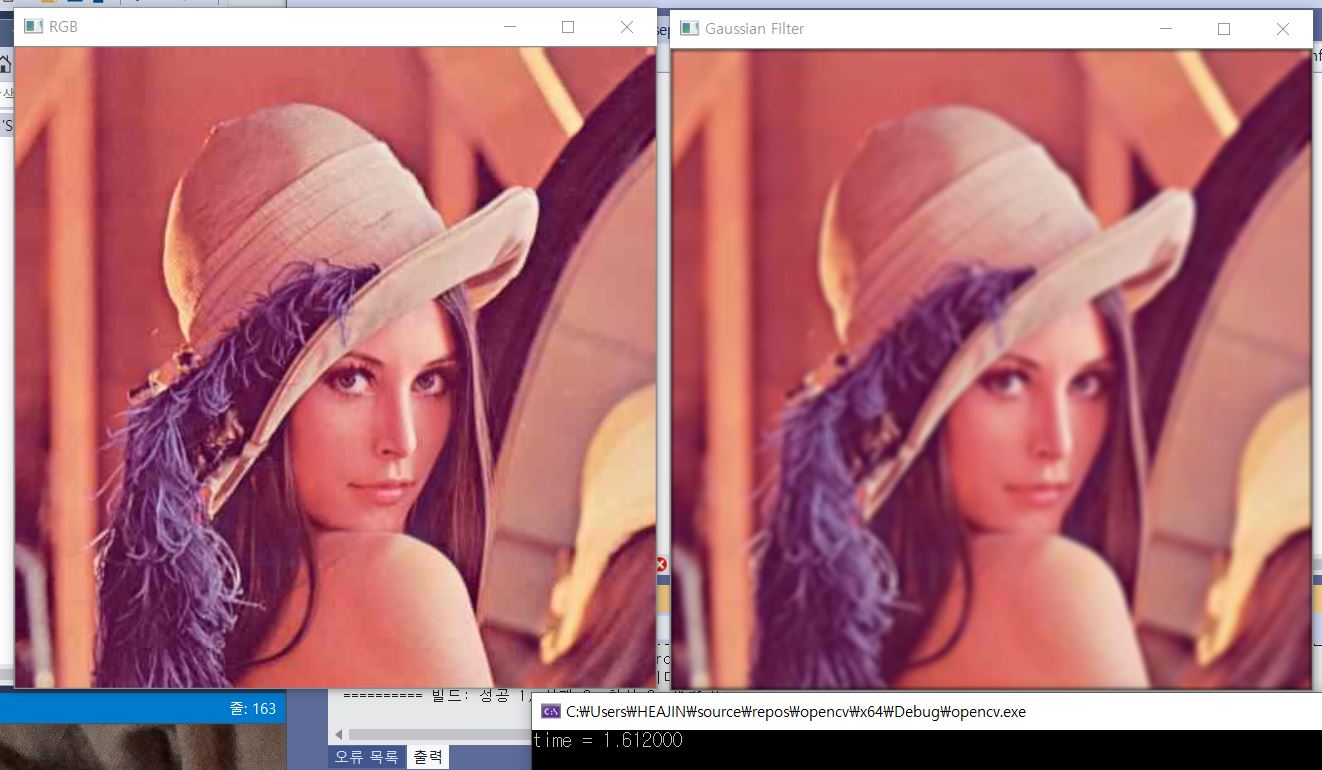 RGB
Gaussian Filter
줄: 163
========== 빌드: 성공 1,
C:\Users\HEAJIN\source\repos\opencv\x64\Debug\opencv.exe
time = 1.612000
오류 목록
출력